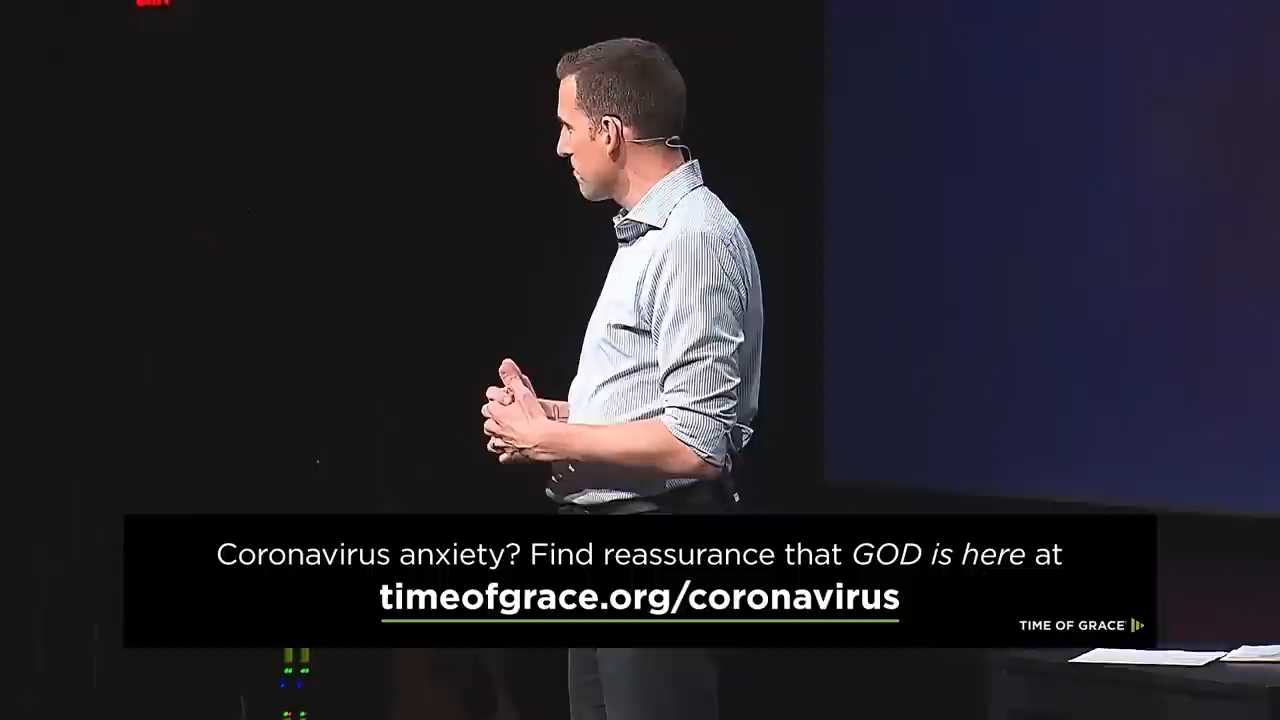 Coronavirus anxiety? Find reassurance that GOD is here at
timeofgrace.org/coronavirus
TIME OF GRACE